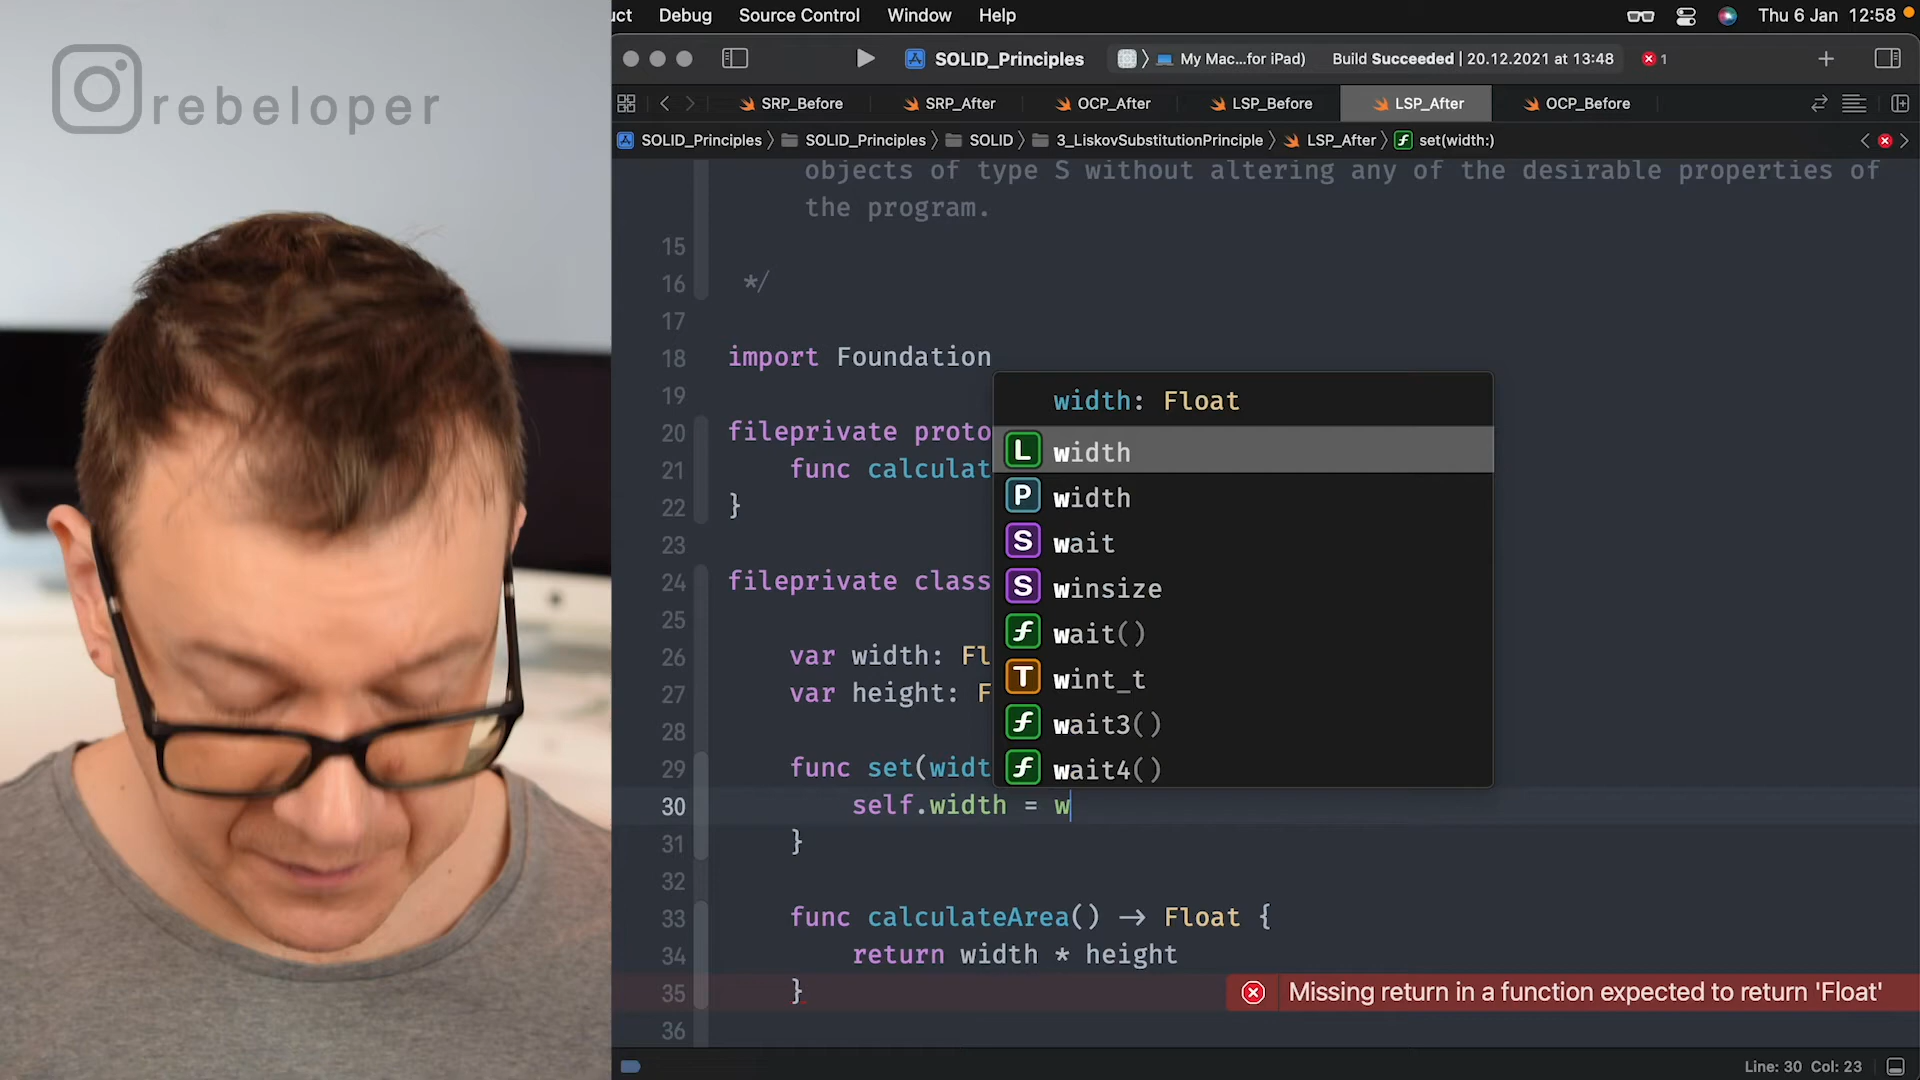 rebeloper
uct Debug Source Control Window Help Thu 6 Jan 12:58
SOLID_Principles My Mac...for iPad) Build Succeeded | 20.12.2021 at 13:48 1
SRP_Before SRP_After OCP_After LSP_Before LSP_After OCP_Before
SOLID_Principles SOLID_Principles SOLID 3_LiskovSubstitutionPrinciple LSP_After set(width:)
objects of type S without altering any of the desirable properties of
the program.
15
16 */
17
18 import Foundation
19
20 fileprivate proto
21 func calculat
22 }
23
24 fileprivate class
25
26 var width: Fl
27 var height: F
28
29 func set(widt
30 self.width = w
31 }
32
33 func calculateArea() -> Float {
34 return width * height
35 } Missing return in a function expected to return 'Float'
36
width: Float
L width
P width
S wait
S winsize
f wait()
T wint_t
f wait3()
f wait4()
Line: 30 Col: 23